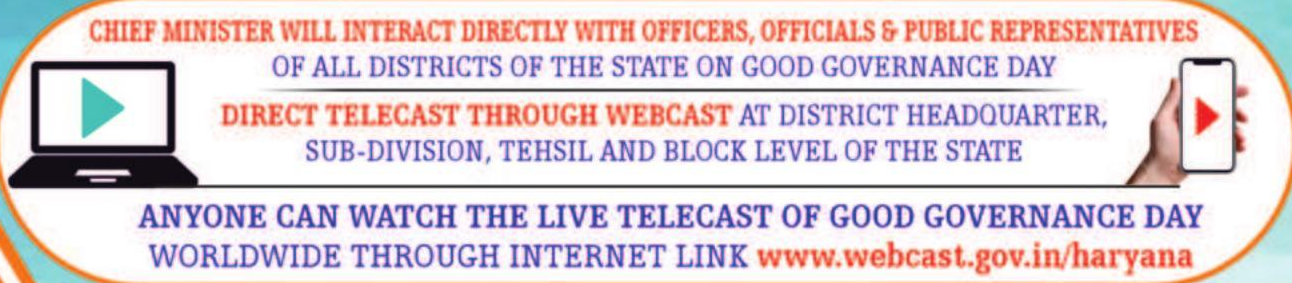 CHIEF MINISTER WILL INTERACT DIRECTLY WITH OFFICERS, OFFICIALS & PUBLIC REPRESENTATIVES
OF ALL DISTRICTS OF THE STATE ON GOOD GOVERNANCE DAY
DIRECT TELECAST THROUGH WEBCAST AT DISTRICT HEADQUARTER,
SUB-DIVISION, TEHSIL AND BLOCK LEVEL OF THE STATE
ANYONE CAN WATCH THE LIVE TELECAST OF GOOD GOVERNANCE DAY
WORLDWIDE THROUGH INTERNET LINK www.webcast.gov.in/haryana